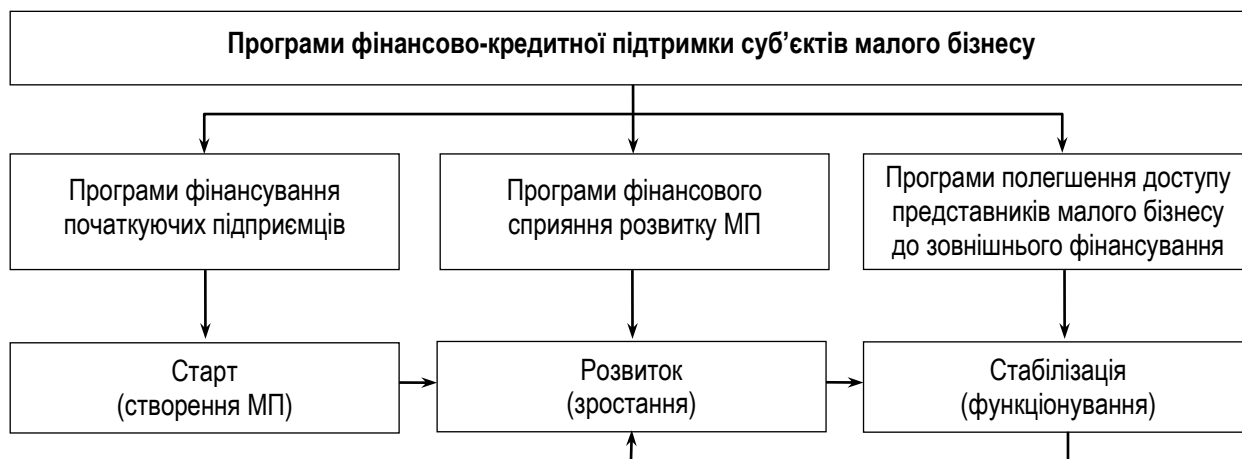 Програми фінансово-кредитної підтримки суб’єктів малого бізнесу
Програми фінансування
початкуючих підприємців
Програми фінансового
сприяння розвитку МП
Програми полегшення доступу
представників малого бізнесу
до зовнішнього фінансування
Старт
(створення МП)
Розвиток
(зростання)
Стабілізація
(функціонування)